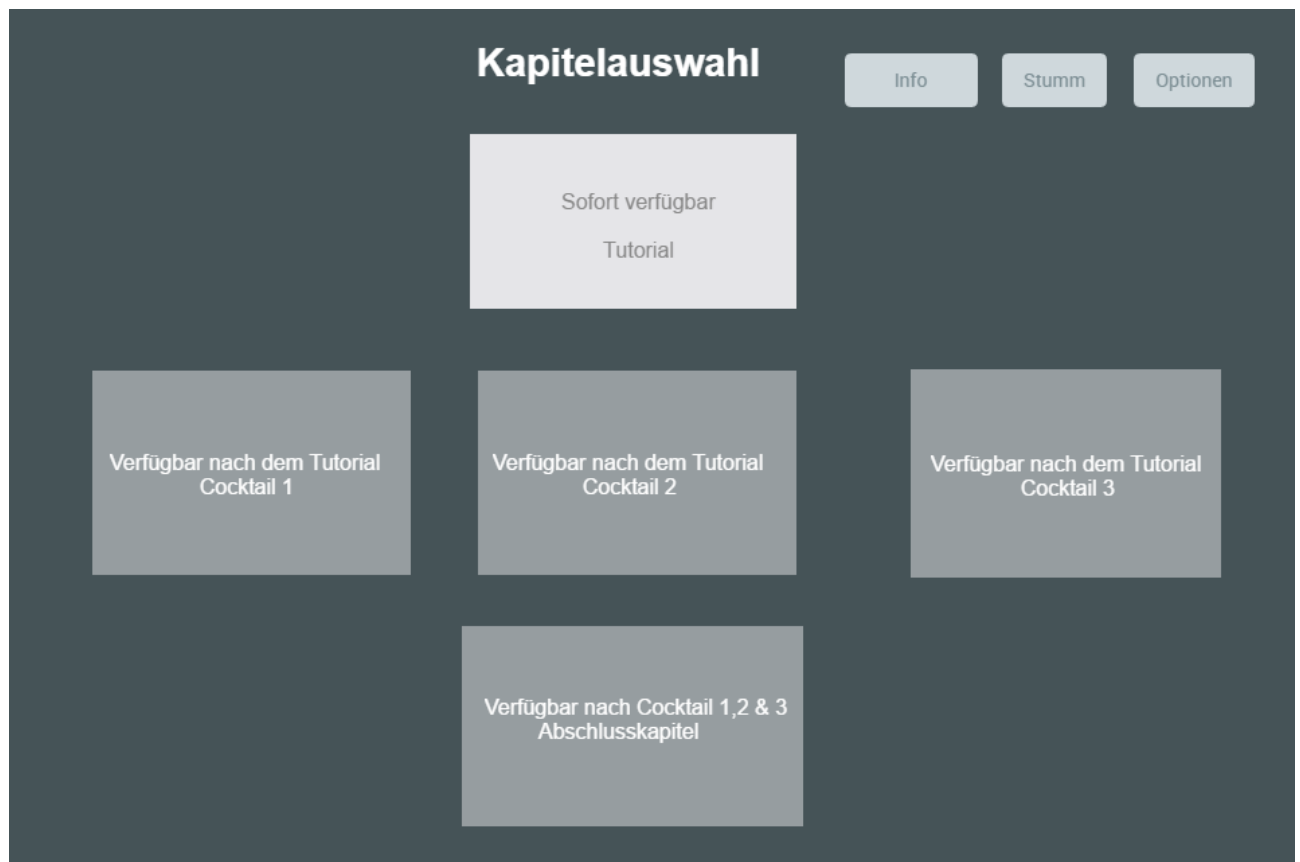 Kapitelauswahl
Info
Stumm
Optionen
Sofort verfügbar
Tutorial
Verfügbar nach dem Tutorial
Cocktail 1
Verfügbar nach dem Tutorial
Cocktail 2
Verfügbar nach dem Tutorial
Cocktail 3
Verfügbar nach Cocktail 1,2 & 3
Abschlusskapitel